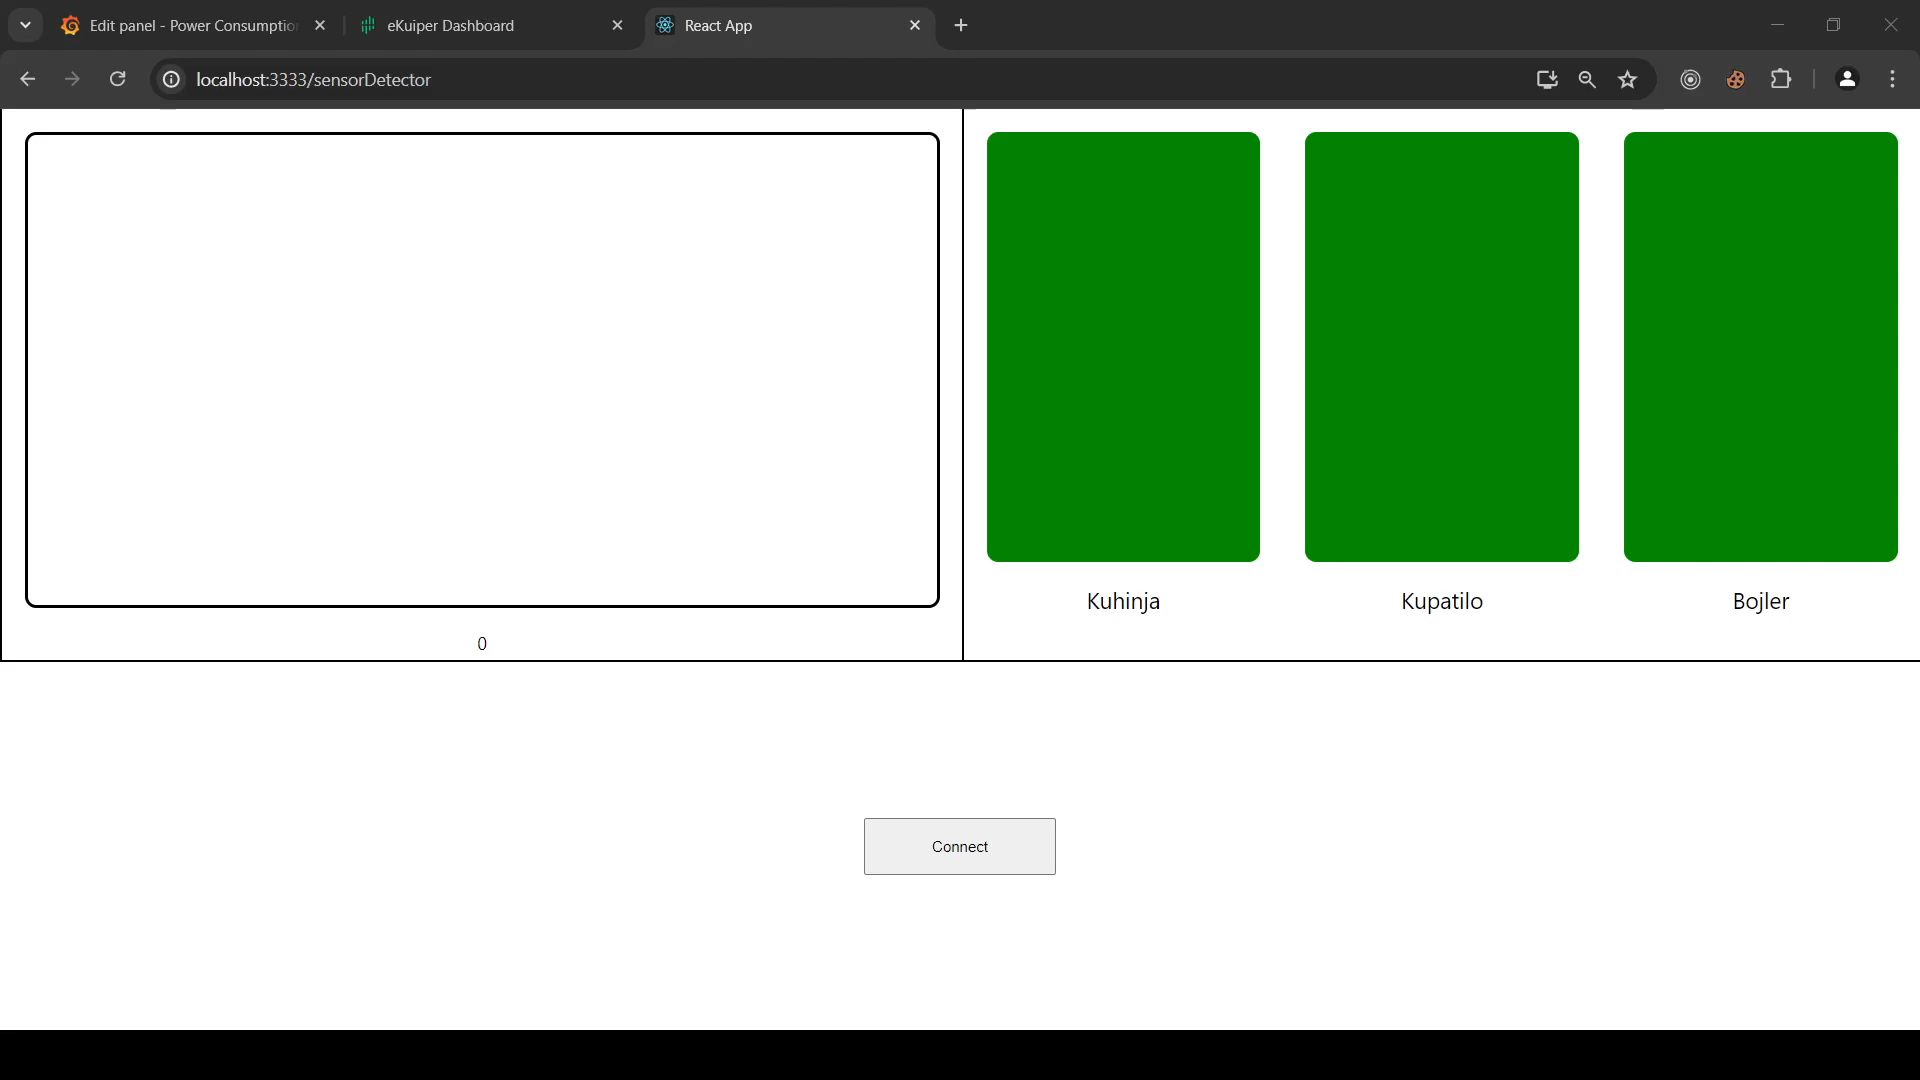 Edit panel - Power Consumptio
eKuiper Dashboard
React App
localhost:3333/sensorDetector
Kuhinja
Kupatilo
Bojler
0
Connect